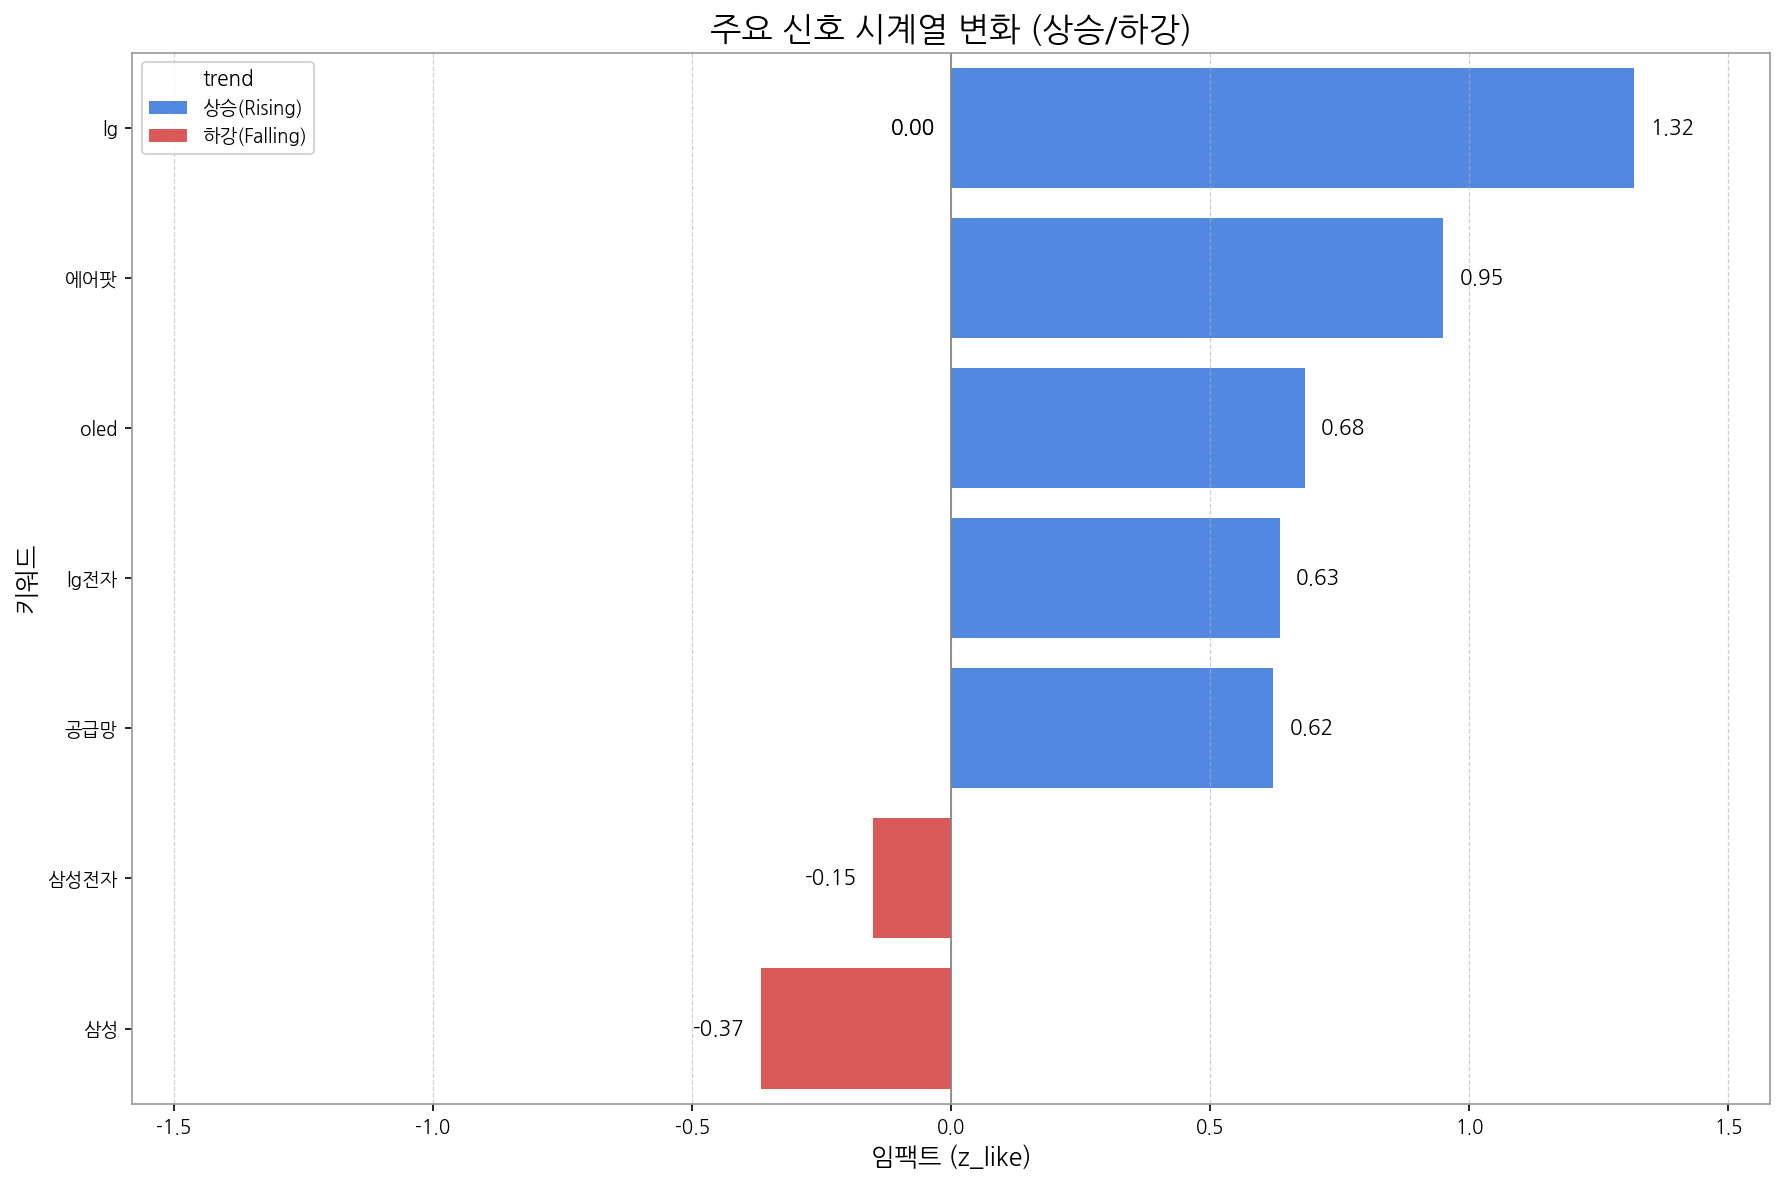 주요 신호 시계열 변화 (상승/하강)
trend
상승(Rising)
하강(Falling)
lg
0.00
1.32
에어팟
0.95
oled
0.68
lg전자
0.63
공급망
0.62
삼성전자
-0.15
삼성
-0.37
키워드
-1.5
-1.0
-0.5
0.0
0.5
1.0
1.5
임팩트 (z_like)